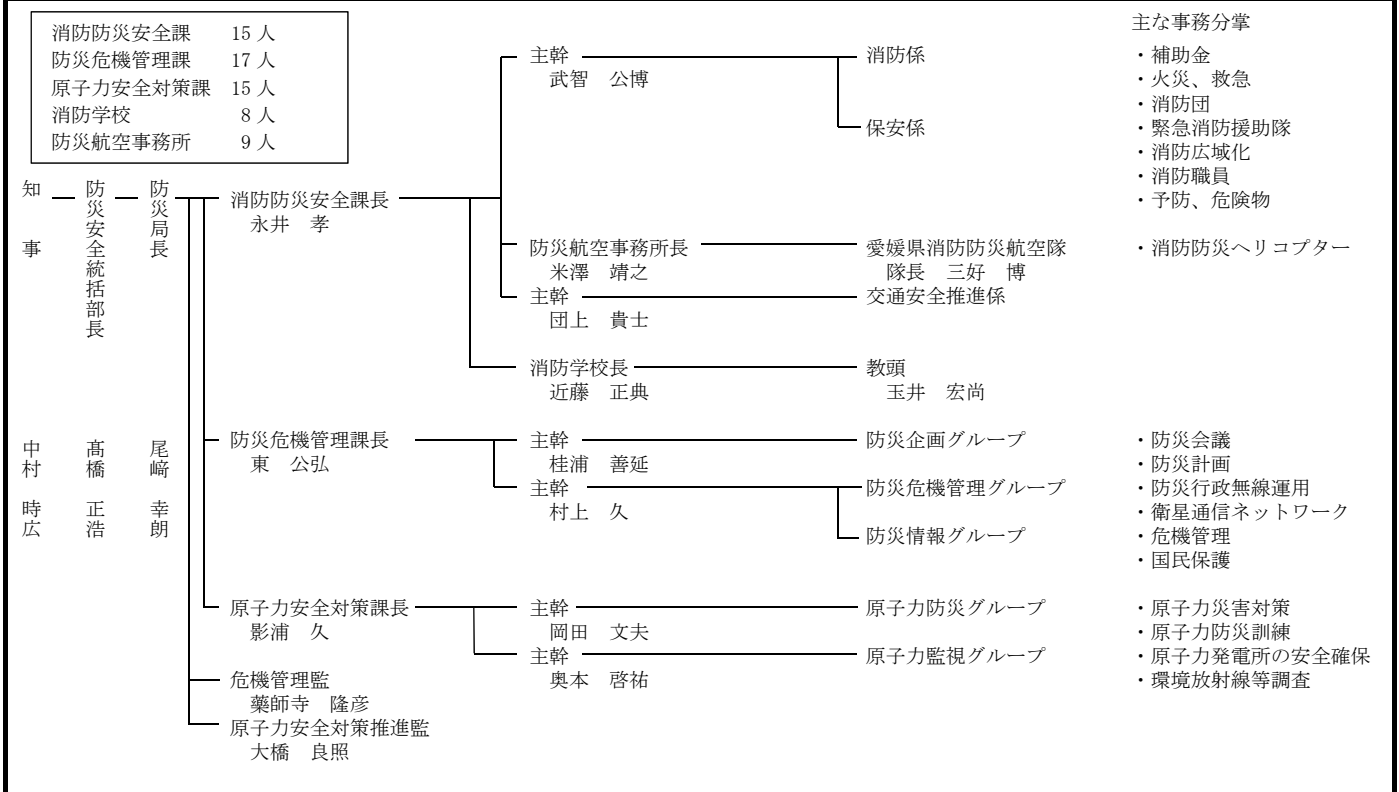 消防防災安全課 15人
防災危機管理課 17人
原子力安全対策課 15人
消防学校 8人
防災航空事務所 9人
知事
中村 時広
防災安全統括部長
髙橋 正浩
防災局長
尾﨑 幸朗
消防防災安全課長
永井 孝
主幹
武智 公博
消防係
保安係
防災航空事務所長
米澤 靖之
愛媛県消防防災航空隊
隊長 三好 博
主幹
団上 貴士
交通安全推進係
消防学校長
近藤 正典
教頭
玉井 宏尚
防災危機管理課長
東 公弘
主幹
桂浦 善延
防災企画グループ
主幹
村上 久
防災危機管理グループ
防災情報グループ
原子力安全対策課長
影浦 久
主幹
岡田 文夫
原子力防災グループ
主幹
奥本 啓祐
原子力監視グループ
危機管理監
藥師寺 隆彦
原子力安全対策推進監
大橋 良照
主な事務分掌
・補助金
・火災、救急
・消防団
・緊急消防援助隊
・消防広域化
・消防職員
・予防、危険物
・消防防災ヘリコプター
・防災会議
・防災計画
・防災行政無線運用
・衛星通信ネットワーク
・危機管理
・国民保護
・原子力災害対策
・原子力防災訓練
・原子力発電所の安全確保
・環境放射線等調査